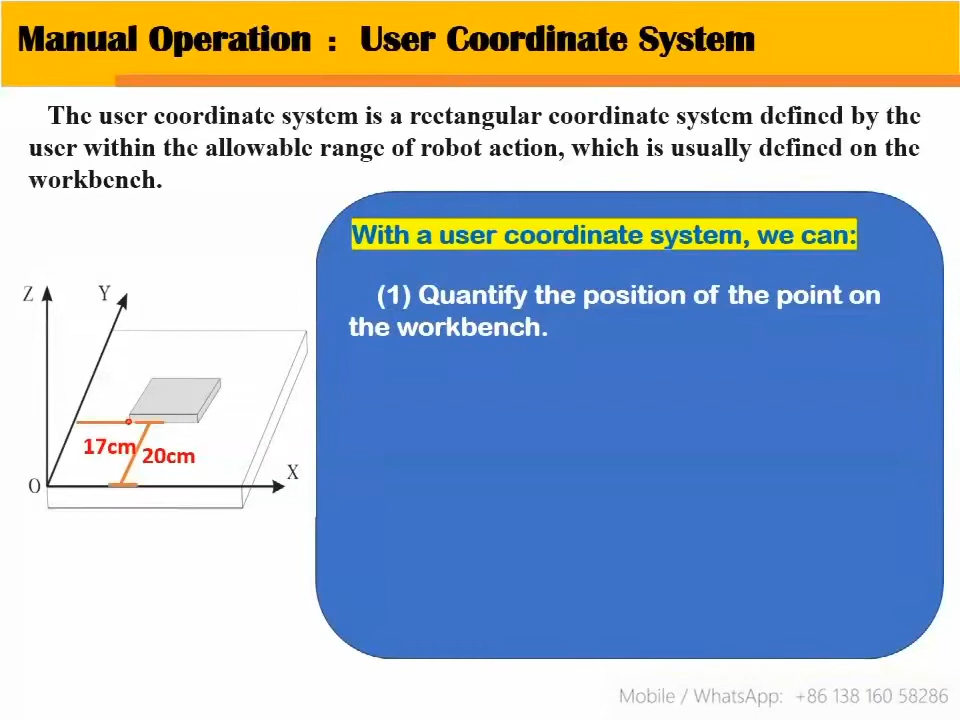 Manual Operation： User Coordinate System
The user coordinate system is a rectangular coordinate system defined by the
user within the allowable range of robot action, which is usually defined on the
workbench.
With a user coordinate system, we can:
(1) Quantify the position of the point on
the workbench.
Z
Y
17cm
20cm
X
O
Mobile / WhatsApp: +86 138 160 58286